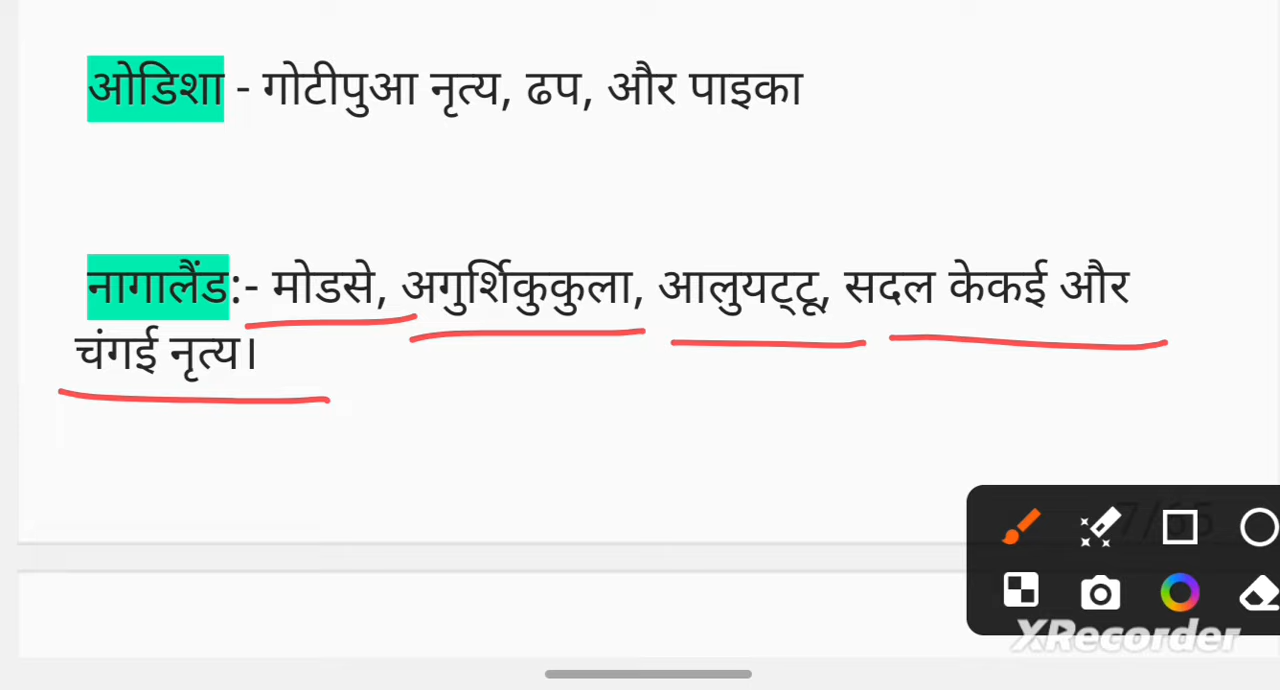 ओडिशा - गोटीपुआ नृत्य, ढप, और पाइका
नागालैंड:- मोडसे, अगुर्शिकुकुला, आलुयट्टू, सदल केकई और
चंगई नृत्य।
XRecorder